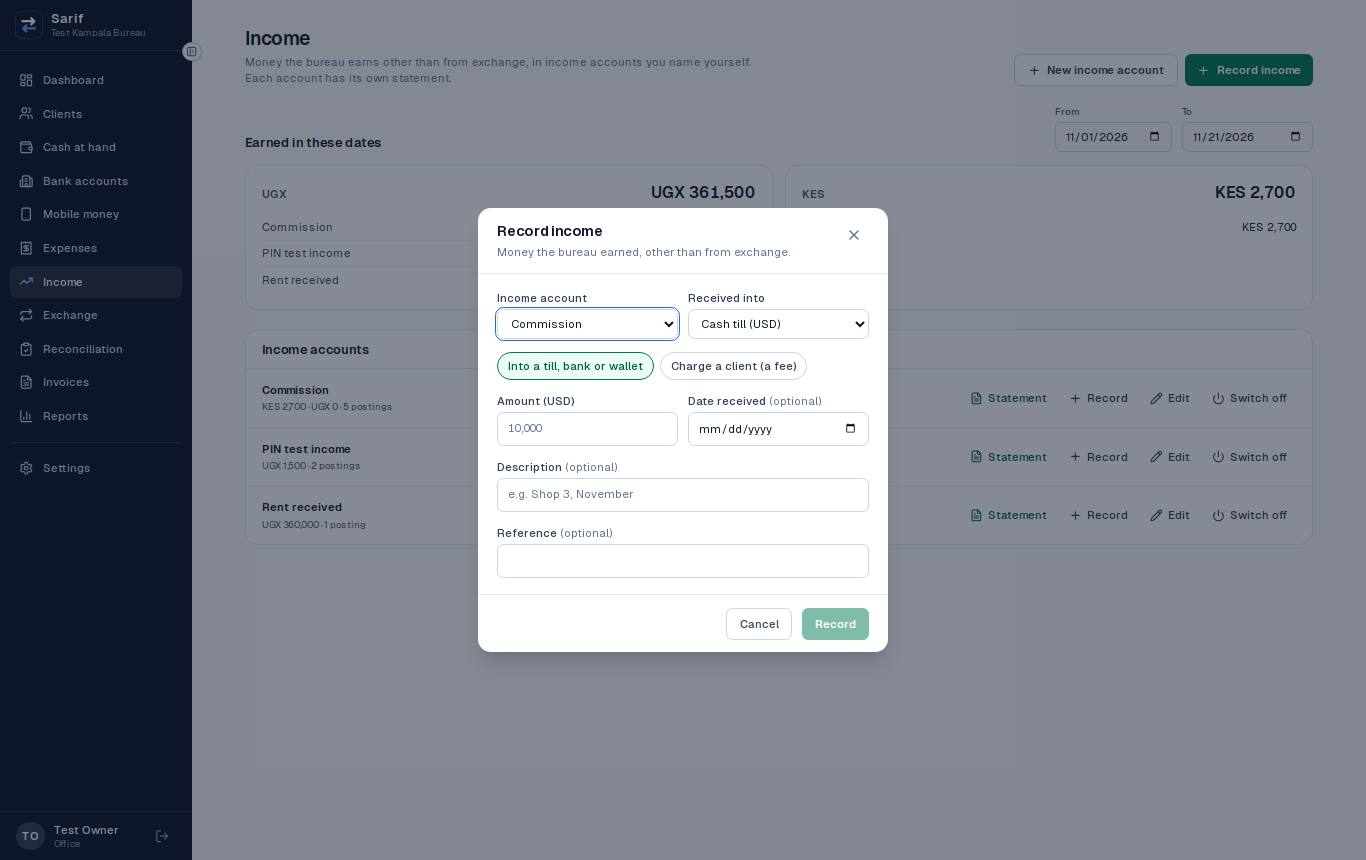 Sarif
Test Kampala Bureau
Dashboard
Clients
Cash at hand
Bank accounts
Mobile money
Expenses
Income
Exchange
Reconciliation
Invoices
Reports
Settings
TO
Test Owner
Office
Income
Money the bureau earns other than from exchange, in income accounts you name yourself.
Each account has its own statement.
New income account
Record income
From
To
11/01/2026
11/21/2026
Earned in these dates
UGX
UGX 361,500
Commission
PIN test income
Rent received
KES
KES 2,700
KES 2,700
Income accounts
Commission
KES 2,700 · UGX 0 · 5 postings
Statement
Record
Edit
Switch off
PIN test income
UGX 1,500 · 2 postings
Statement
Record
Edit
Switch off
Rent received
UGX 360,000 · 1 posting
Statement
Record
Edit
Switch off
Record income
Money the bureau earned, other than from exchange.
Income account
Received into
Commission
Cash till (USD)
Into a till, bank or wallet
Charge a client (a fee)
Amount (USD)
Date received (optional)
10,000
mm/dd/yyyy
Description (optional)
e.g. Shop 3, November
Reference (optional)
Cancel
Record